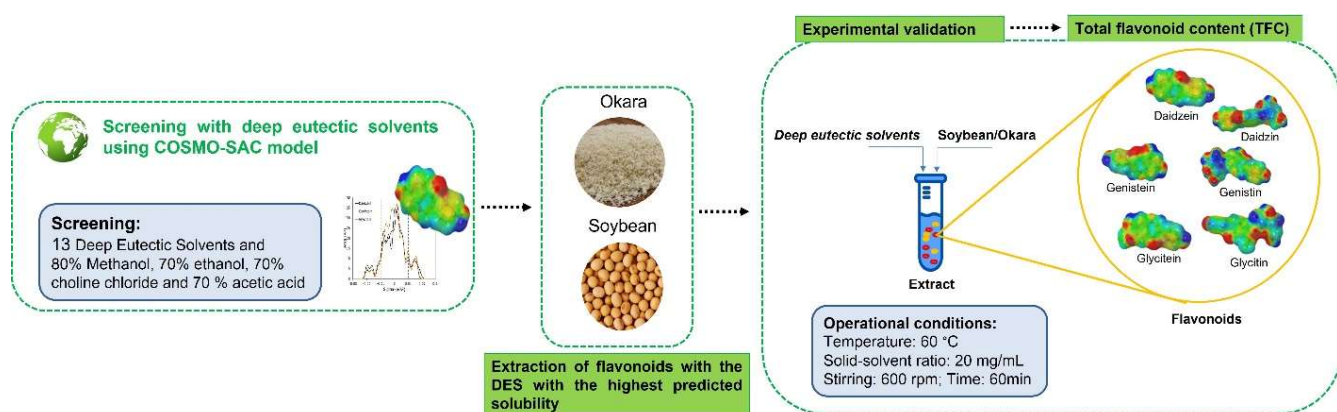 Screening with deep eutectic solvents
using COSMO-SAC model
Screening:
13 Deep Eutectic Solvents and
80% Methanol, 70% ethanol, 70%
choline chloride and 70 % acetic acid
Okara
Soybean
Extraction of flavonoids with the
DES with the highest predicted
solubility
Experimental validation
Total flavonoid content (TFC)
Deep eutectic solvents
Soybean/Okara
Extract
Operational conditions:
Temperature: 60 °C
Solid-solvent ratio: 20 mg/mL
Stirring: 600 rpm; Time: 60min
Daidzein
Daidzin
Genistein
Genistin
Glycitein
Glycitin
Flavonoids